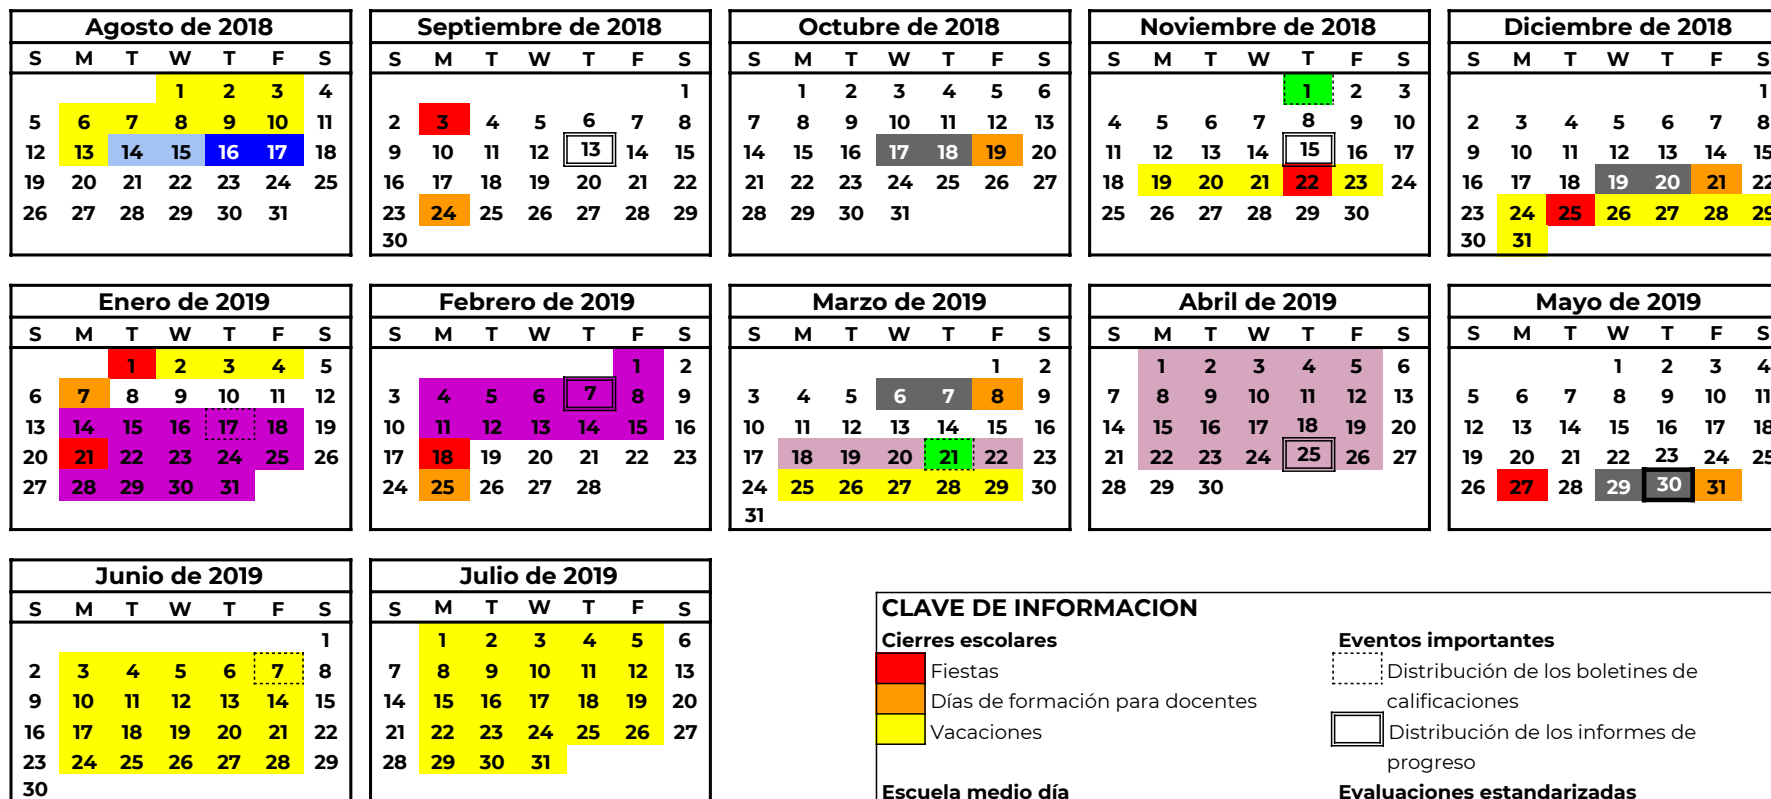 Agosto de 2018
S M T W T F S
1 2 3 4
5 6 7 8 9 10 11
12 13 14 15 16 17 18
19 20 21 22 23 24 25
26 27 28 29 30 31
Septiembre de 2018
S M T W T F S
1
2 3 4 5 6 7 8
9 10 11 12 13 14 15
16 17 18 19 20 21 22
23 24 25 26 27 28 29
30
Octubre de 2018
S M T W T F S
1 2 3 4 5 6
7 8 9 10 11 12 13
14 15 16 17 18 19 20
21 22 23 24 25 26 27
28 29 30 31
Noviembre de 2018
S M T W T F S
1 2 3
4 5 6 7 8 9 10
11 12 13 14 15 16 17
18 19 20 21 22 23 24
25 26 27 28 29 30
Diciembre de 2018
S M T W T F S
1
2 3 4 5 6 7 8
9 10 11 12 13 14 15
16 17 18 19 20 21 22
23 24 25 26 27 28 29
30 31
Enero de 2019
S M T W T F S
1 2 3 4 5
6 7 8 9 10 11 12
13 14 15 16 17 18 19
20 21 22 23 24 25 26
27 28 29 30 31
Febrero de 2019
S M T W T F S
1 2
3 4 5 6 7 8 9
10 11 12 13 14 15 16
17 18 19 20 21 22 23
24 25 26 27 28
Marzo de 2019
S M T W T F S
1 2
3 4 5 6 7 8 9
10 11 12 13 14 15 16
17 18 19 20 21 22 23
24 25 26 27 28 29 30
31
Abril de 2019
S M T W T F S
1 2 3 4 5 6
7 8 9 10 11 12 13
14 15 16 17 18 19 20
21 22 23 24 25 26 27
28 29 30
Mayo de 2019
S M T W T F S
1 2 3 4
5 6 7 8 9 10 11
12 13 14 15 16 17 18
19 20 21 22 23 24 25
26 27 28 29 30 31
Junio de 2019
S M T W T F S
1
2 3 4 5 6 7 8
9 10 11 12 13 14 15
16 17 18 19 20 21 22
23 24 25 26 27 28 29
30
Julio de 2019
S M T W T F S
1 2 3 4 5 6
7 8 9 10 11 12 13
14 15 16 17 18 19 20
21 22 23 24 25 26 27
28 29 30 31
CLAVE DE INFORMACION
Cierres escolares
Fiestas
Días de formación para docentes
Vacaciones
Escuela medio día
Eventos importantes
Distribución de los boletines de
calificaciones
Distribución de los informes de
progreso
Evaluaciones estandarizadas